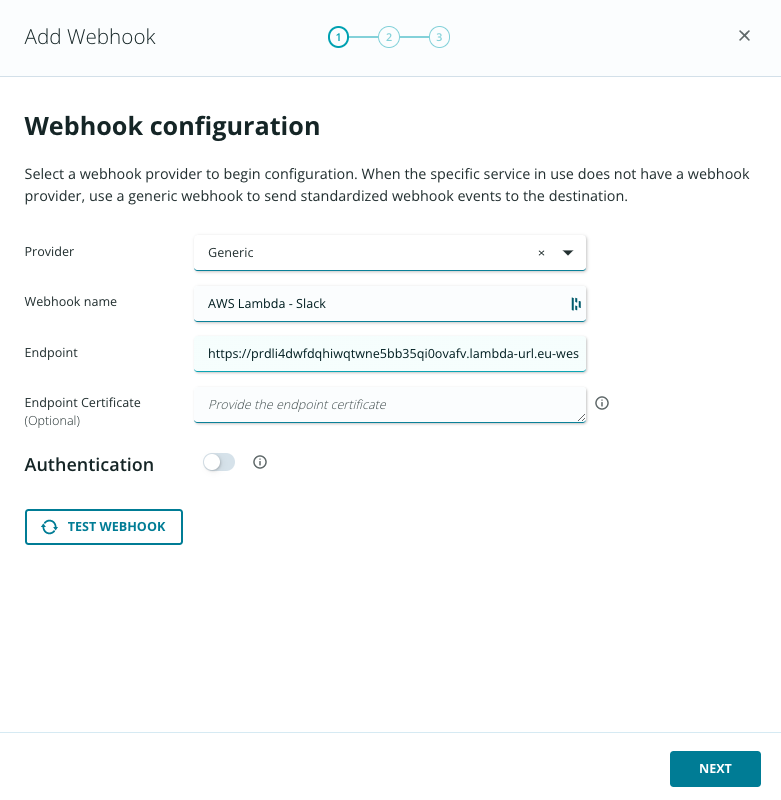 Add Webhook
1
2
3
×
Webhook configuration
Select a webhook provider to begin configuration. When the specific service in use does not have a webhook
provider, use a generic webhook to send standardized webhook events to the destination.
Provider
Generic
×
Webhook name
AWS Lambda - Slack
Endpoint
https://prdli4dwfdqhiwqtwne5bb35qi0ovafv.lambda-url.eu-wes
Endpoint Certificate
(Optional)
Provide the endpoint certificate
Authentication
TEST WEBHOOK
NEXT